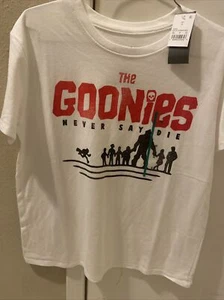 THE
GOONIES
NEVER SAY DIE